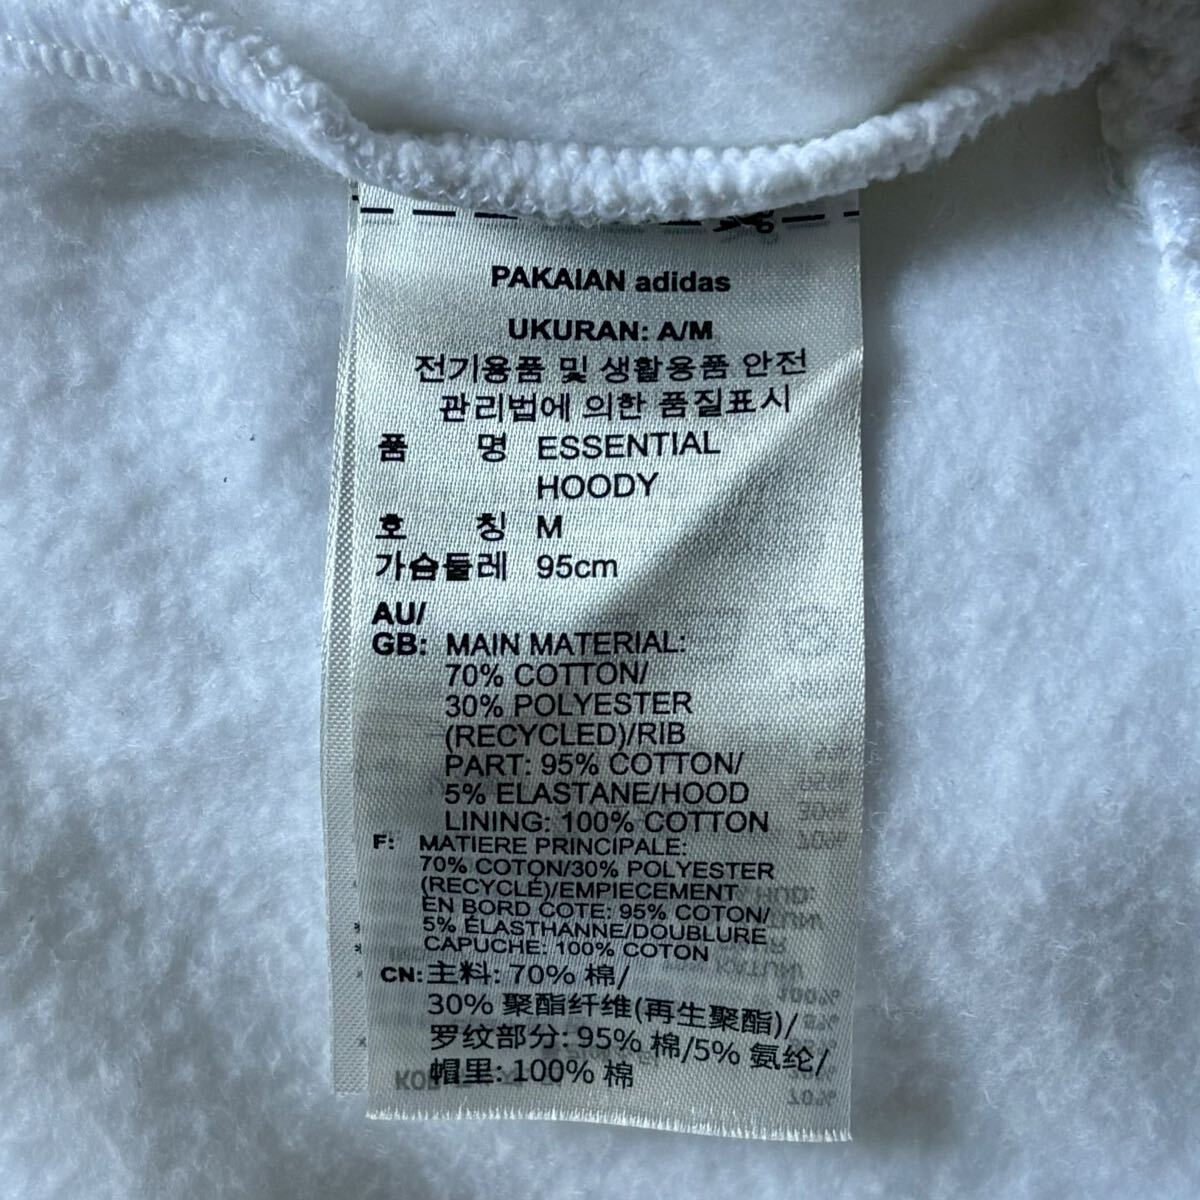 PAKAIAN adidas
UKURAN: A/M
전기용품 및 생활용품 안전
관리법에 의한 품질표시
품 명 ESSENTIAL
HOODY
호 칭 M
가슴둘레 95cm
AU/
GB: MAIN MATERIAL:
70% COTTON/
30% POLYESTER
(RECYCLED)/RIB
PART: 95% COTTON/
5% ELASTANE/HOOD
LINING: 100% COTTON
F: MATIERE PRINCIPALE:
70% COTON/30% POLYESTER
(RECYCLÉ)/EMPIECEMENT
EN BORD COTE: 95% COTON/
5% ÉLASTHANNE/DOUBLURE
CAPUCHE: 100% COTON
CN: 主料: 70% 棉/
30% 聚酯纤维(再生聚酯)/
罗纹部分: 95% 棉/5% 氨纶/
帽里: 100% 棉